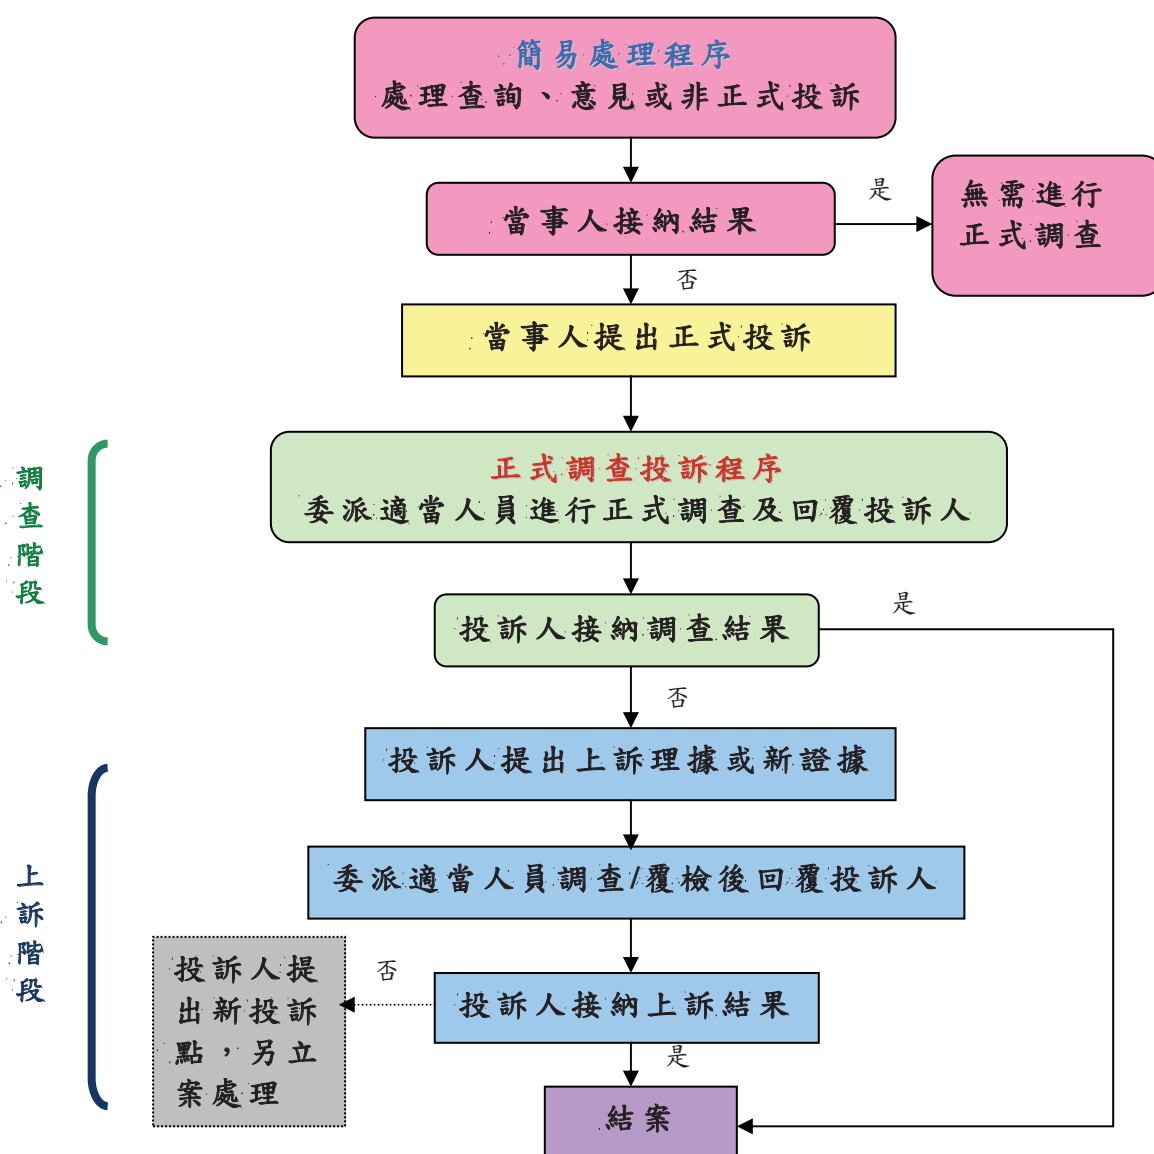 簡易處理程序
處理查詢、意見或非正式投訴
當事人接納結果
是
無需進行
正式調查
否
當事人提出正式投訴
調
查
階
段
正式調查投訴程序
委派適當人員進行正式調查及回覆投訴人
投訴人接納調查結果
是
否
上
訴
階
段
投訴人提出上訴理據或新證據
委派適當人員調查/覆檢後回覆投訴人
投訴人接納上訴結果
否
投訴人提
出新投訴
點，另立
案處理
是
結案